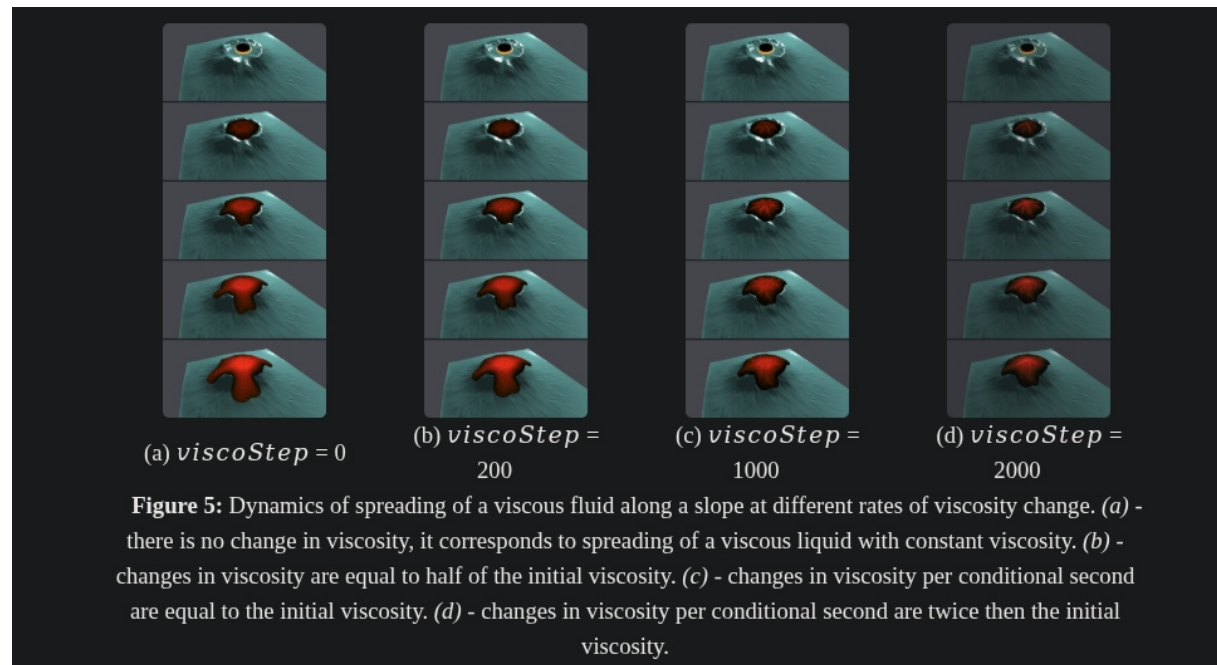 (a) viscoStep = 0
(b) viscoStep =
200
(c) viscoStep =
1000
(d) viscoStep =
2000
Figure 5: Dynamics of spreading of a viscous fluid along a slope at different rates of viscosity change. (a) -
there is no change in viscosity, it corresponds to spreading of a viscous liquid with constant viscosity. (b) -
changes in viscosity are equal to half of the initial viscosity. (c) - changes in viscosity per conditional second
are equal to the initial viscosity. (d) - changes in viscosity per conditional second are twice then the initial
viscosity.